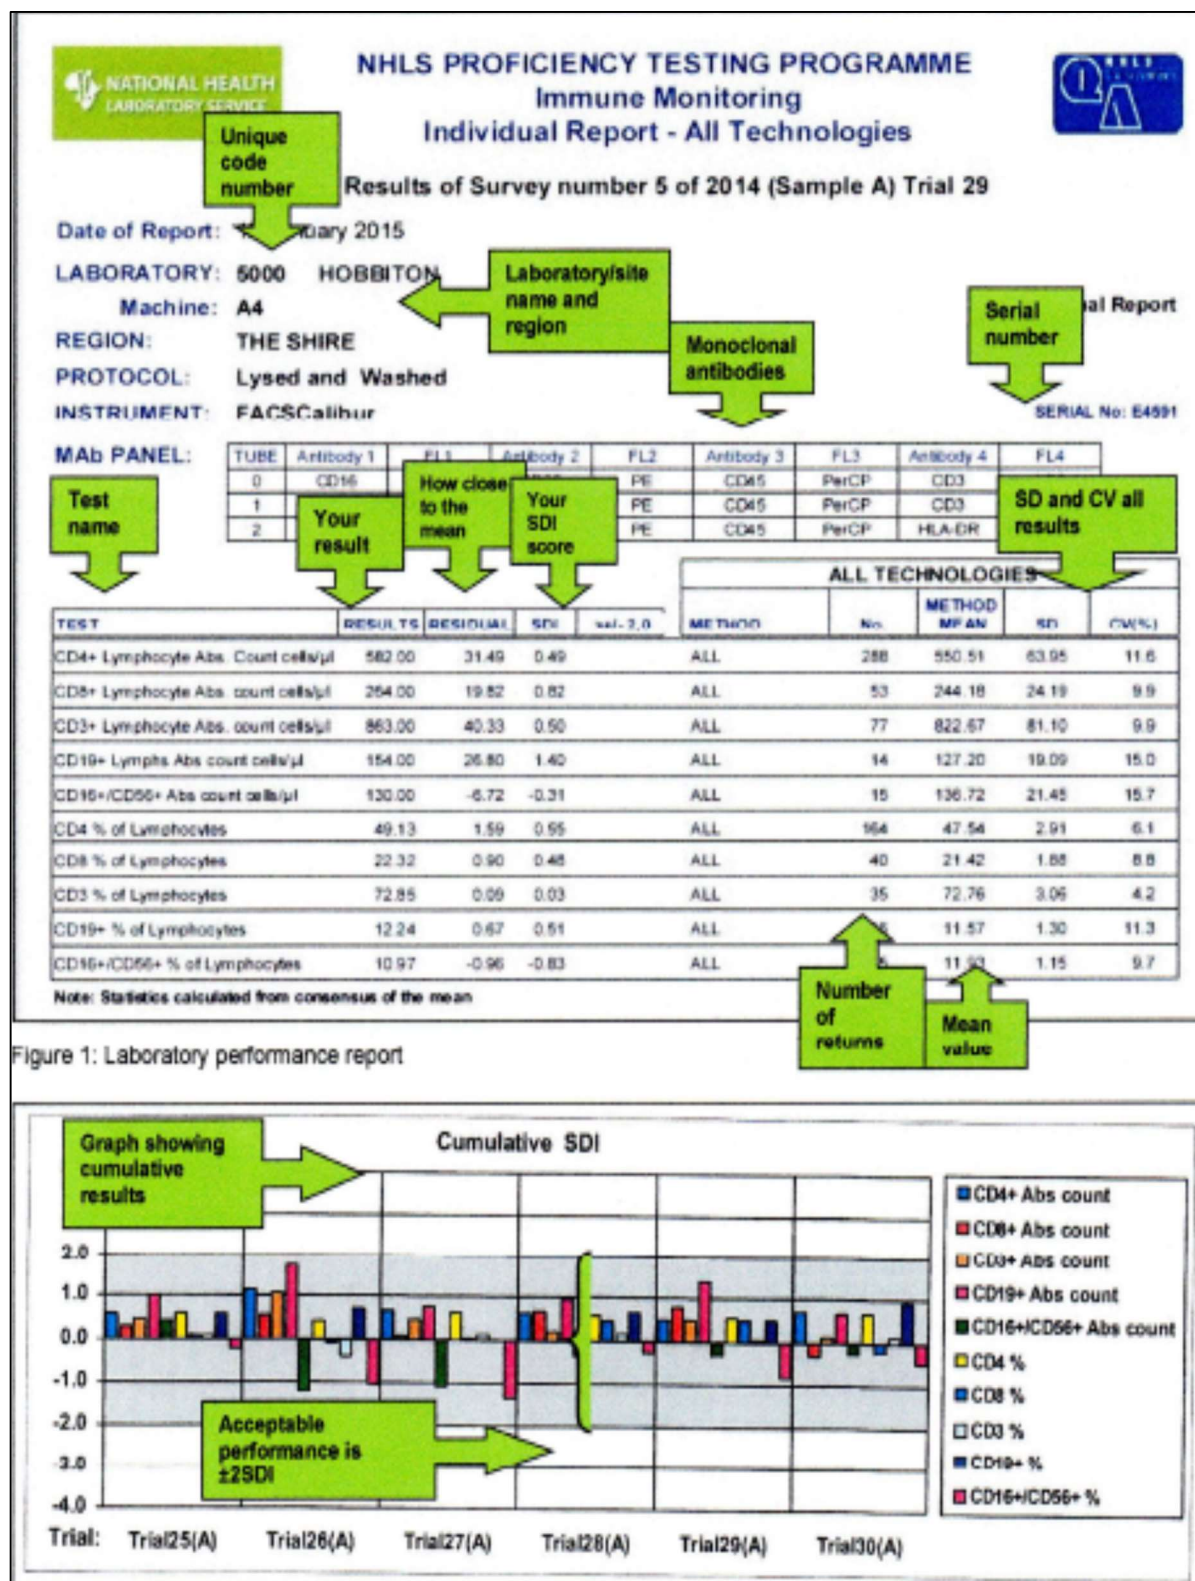 NATIONAL HEALTH
LABORATORY SERVICE
NHLS PROFICIENCY TESTING PROGRAMME
Immune Monitoring
Individual Report - All Technologies
NHLS
QA
Unique
code
number
Results of Survey number 5 of 2014 (Sample A) Trial 29
Date of Report: uary 2015
LABORATORY: 5000 HOBBITON
Machine: A4
REGION: THE SHIRE
PROTOCOL: Lysed and Washed
INSTRUMENT: FACSCalibur
Laboratory/site
name and
region
Monoclonal
antibodies
Serial
number
al Report
SERIAL No: E4591
MAb PANEL:
TUBE Antibody 1 FL1 Antibody 2 FL2 Antibody 3 FL3 Antibody 4 FL4
0 CD16 PE CD45 PerCP CD3
1 PE CD45 PerCP CD3
2 PE CD45 PerCP HLA-DR
Test
name
Your
result
How close
to the
mean
Your
SDI
score
SD and CV all
results
ALL TECHNOLOGIES
TEST RESULTS RESIDUAL SDI >+/- 2,0 METHOD No. METHOD MEAN SD CV(%)
CD4+ Lymphocyte Abs. Count cells/µl 582.00 31.49 0.49 ALL 288 550.51 63.95 11.6
CD8+ Lymphocyte Abs. count cells/µl 264.00 19.82 0.82 ALL 53 244.18 24.19 9.9
CD3+ Lymphocyte Abs. count cells/µl 863.00 40.33 0.50 ALL 77 822.67 81.10 9.9
CD19+ Lymphs Abs count cells/µl 154.00 26.80 1.40 ALL 14 127.20 19.09 15.0
CD16+/CD56+ Abs count cells/µl 130.00 -6.72 -0.31 ALL 15 136.72 21.45 15.7
CD4 % of Lymphocytes 49.13 1.59 0.55 ALL 164 47.54 2.91 6.1
CD8 % of Lymphocytes 22.32 0.90 0.48 ALL 40 21.42 1.88 8.8
CD3 % of Lymphocytes 72.85 0.09 0.03 ALL 35 72.76 3.06 4.2
CD19+ % of Lymphocytes 12.24 0.67 0.51 ALL 11.57 1.30 11.3
CD16+/CD56+ % of Lymphocytes 10.97 -0.96 -0.83 ALL 11.93 1.15 9.7
Note: Statistics calculated from consensus of the mean
Number
of
returns
Mean
value
Figure 1: Laboratory performance report
Graph showing
cumulative
results
Cumulative SDI
2.0
1.0
0.0
-1.0
-2.0
-3.0
-4.0
Acceptable
performance is
±2SDI
Trial: Trial25(A) Trial26(A) Trial27(A) Trial28(A) Trial29(A) Trial30(A)
CD4+ Abs count
CD8+ Abs count
CD3+ Abs count
CD19+ Abs count
CD16+/CD56+ Abs count
CD4 %
CD8 %
CD3 %
CD19+ %
CD16+/CD56+ %